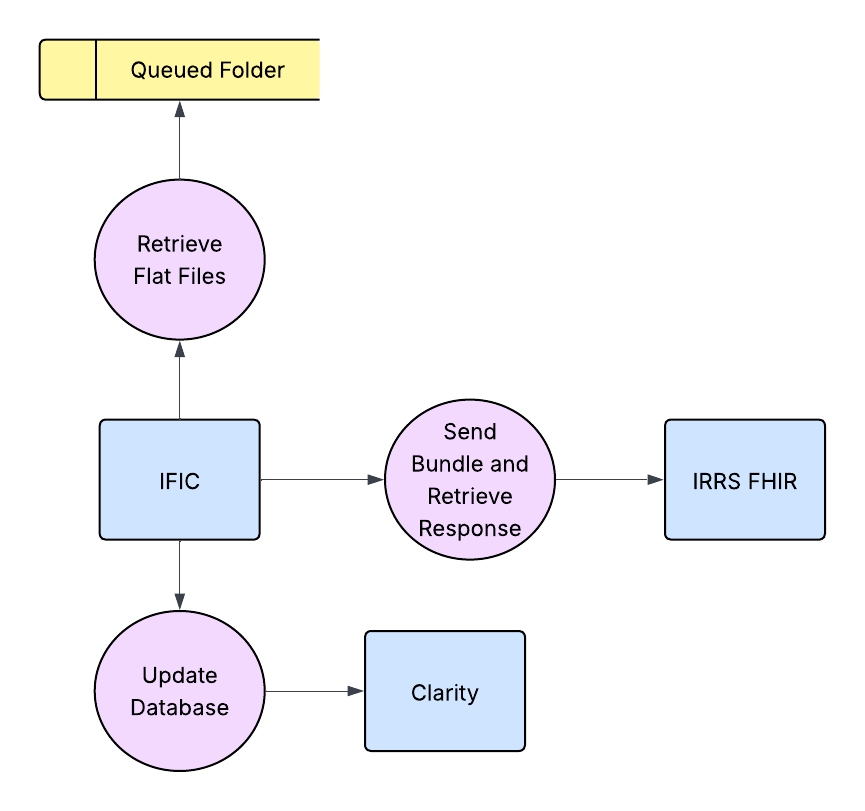 Queued Folder
Retrieve
Flat Files
IFIC
Send
Bundle and
Retrieve
Response
IRRS FHIR
Update
Database
Clarity